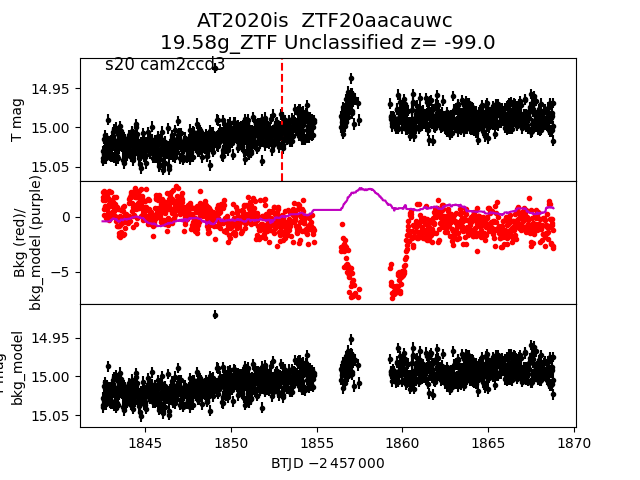 AT2020is  ZTF20aacauwc
19.58g_ZTF Unclassified z= -99.0
s20 cam2ccd3
T mag
14.95
15.00
15.05
Bkg (red)/
bkg_model (purple)
0
−5
bkg_model
14.95
15.00
15.05
1845 1850 1855 1860 1865 1870
BTJD −2 457 000